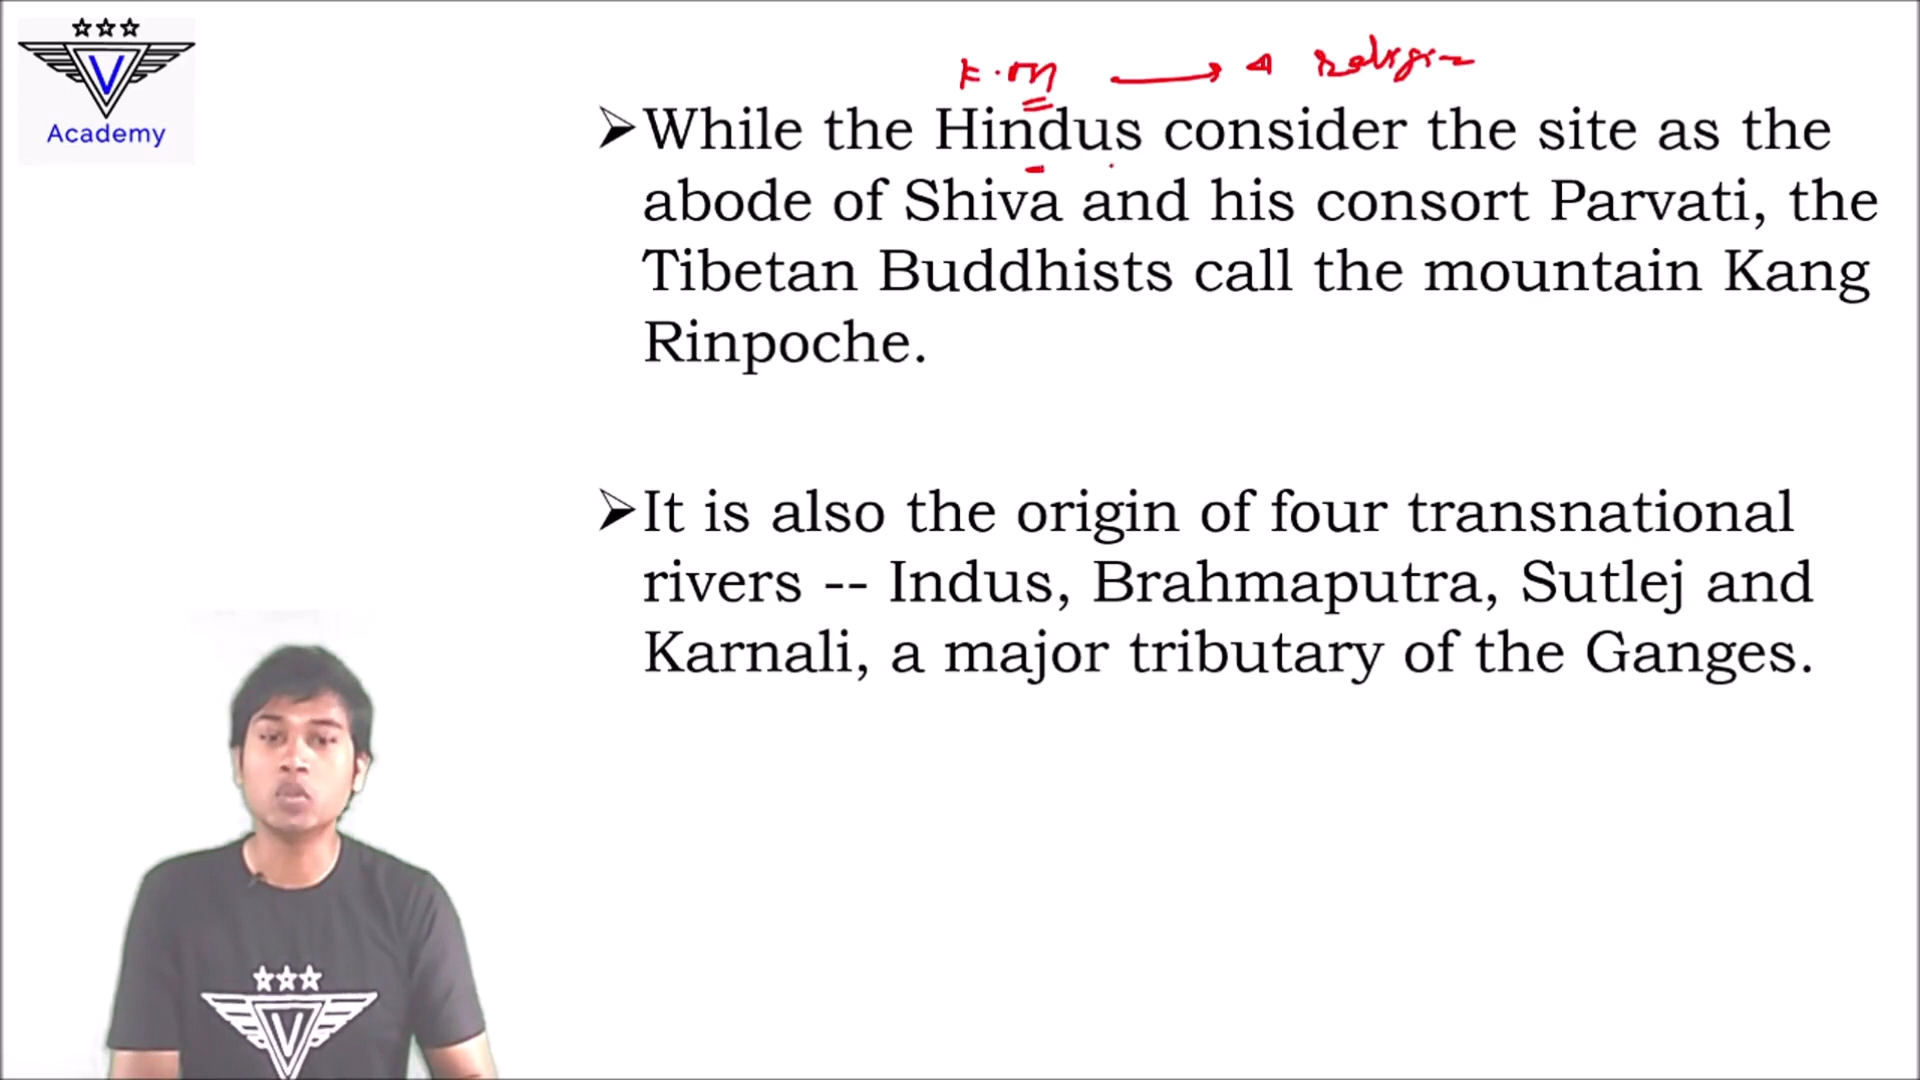 V
Academy
K.M → 4 Religion
➢While the Hindus consider the site as the
abode of Shiva and his consort Parvati, the
Tibetan Buddhists call the mountain Kang
Rinpoche.
➢It is also the origin of four transnational
rivers -- Indus, Brahmaputra, Sutlej and
Karnali, a major tributary of the Ganges.
V